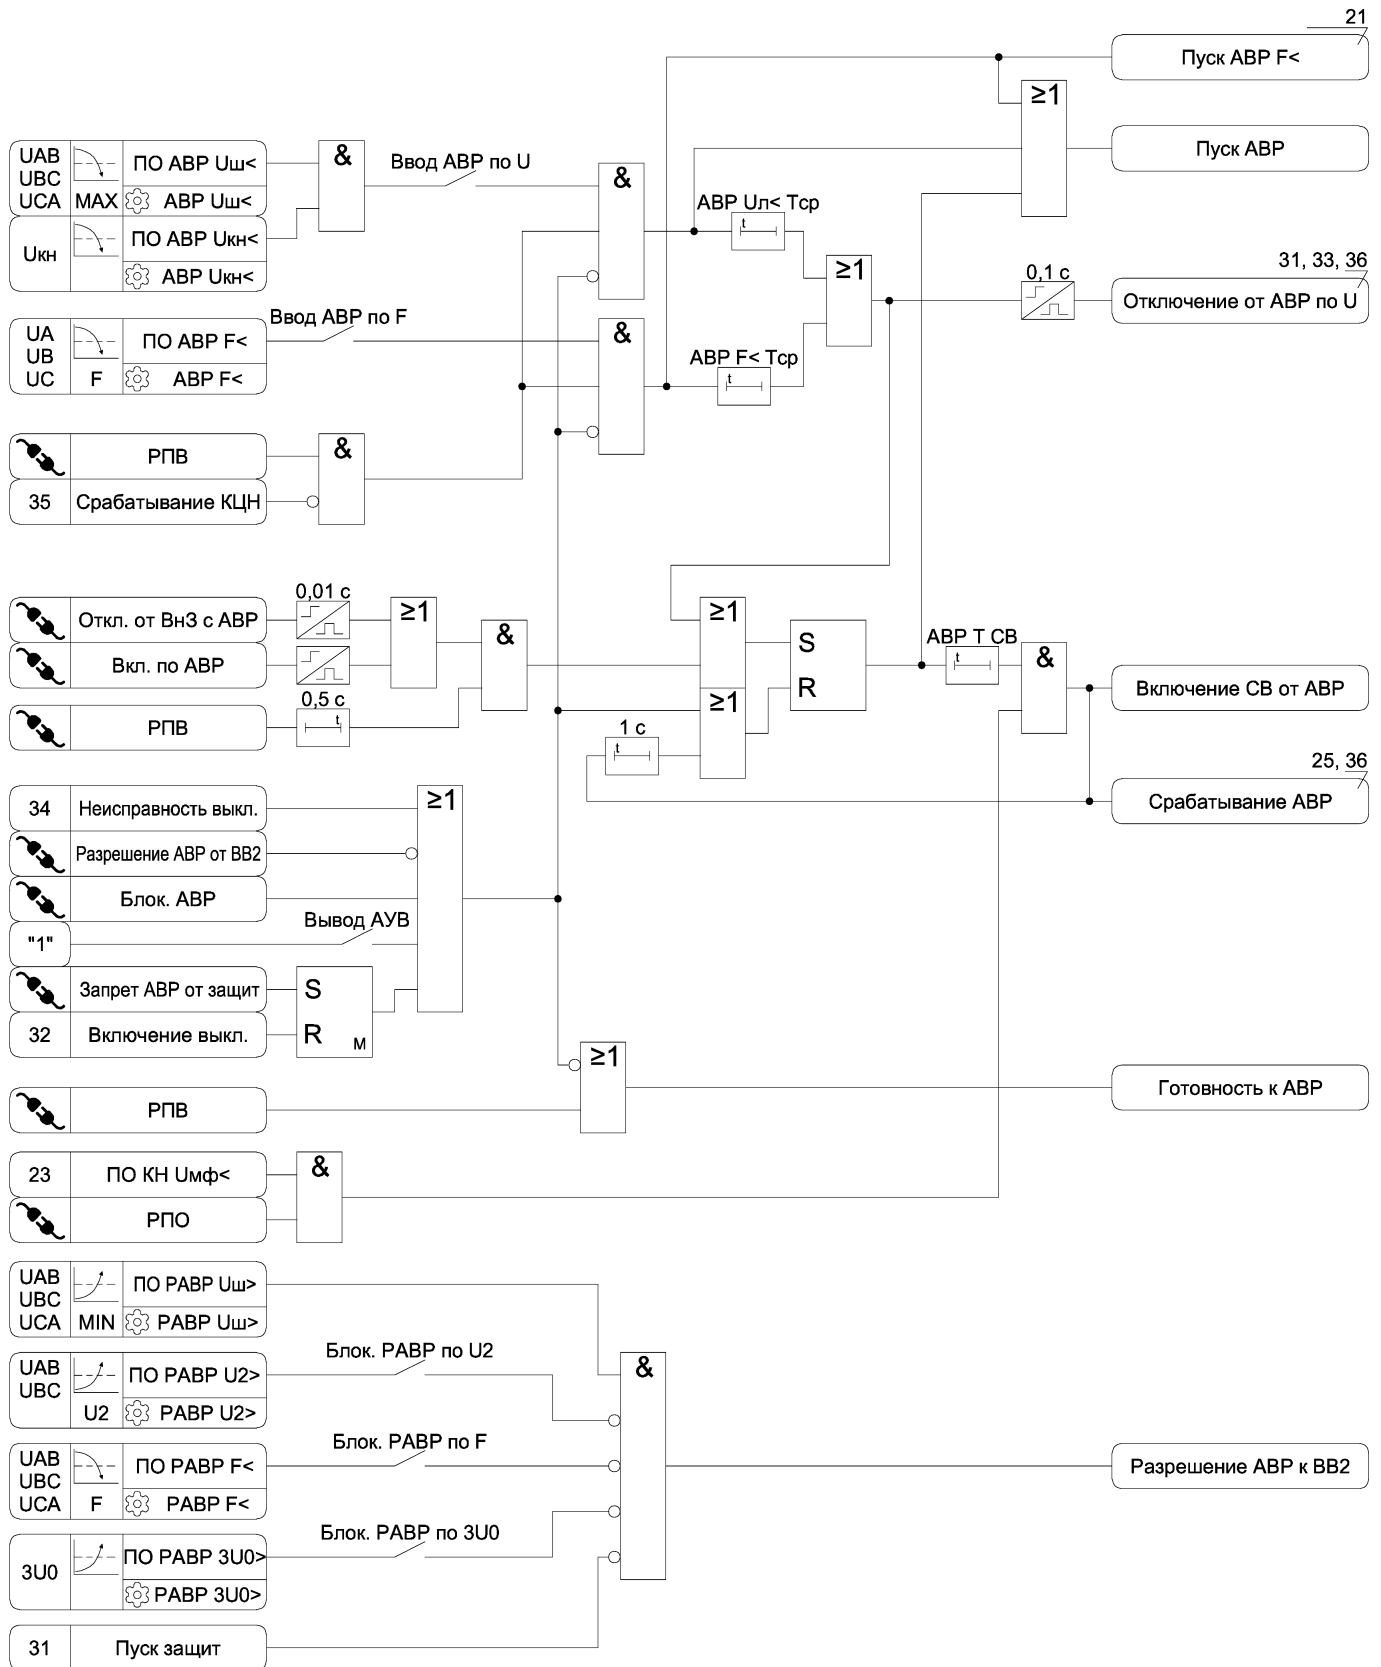 21
Пуск АВР F<
≥1
Пуск АВР
UAB
UBC
UCA
MAX
ПО АВР Uш<
АВР Uш<
&
Ввод АВР по U
&
Uкн
ПО АВР Uкн<
АВР Uкн<
АВР Uл< Тср
t
≥1
31, 33, 36
0,1 с
Отключение от АВР по U
UA
UB
UC
F
ПО АВР F<
АВР F<
Ввод АВР по F
&
АВР F< Тср
t
РПВ
&
35
Срабатывание КЦН
Откл. от ВнЗ с АВР
0,01 с
≥1
&
Вкл. по АВР
РПВ
0,5 с
t
≥1
≥1
1 с
t
S
R
АВР Т СВ
t
&
Включение СВ от АВР
25, 36
Срабатывание АВР
34
Неисправность выкл.
≥1
Разрешение АВР от ВВ2
Блок. АВР
"1"
Вывод АУВ
Запрет АВР от защит
S
32
Включение выкл.
R
М
≥1
РПВ
Готовность к АВР
23
ПО КН Uмф<
&
РПО
UAB
UBC
UCA
MIN
ПО РАВР Uш>
РАВР Uш>
UAB
UBC
U2
ПО РАВР U2>
РАВР U2>
Блок. РАВР по U2
&
UAB
UBC
UCA
F
ПО РАВР F<
РАВР F<
Блок. РАВР по F
Разрешение АВР к ВВ2
3U0
ПО РАВР 3U0>
РАВР 3U0>
Блок. РАВР по 3U0
31
Пуск защит